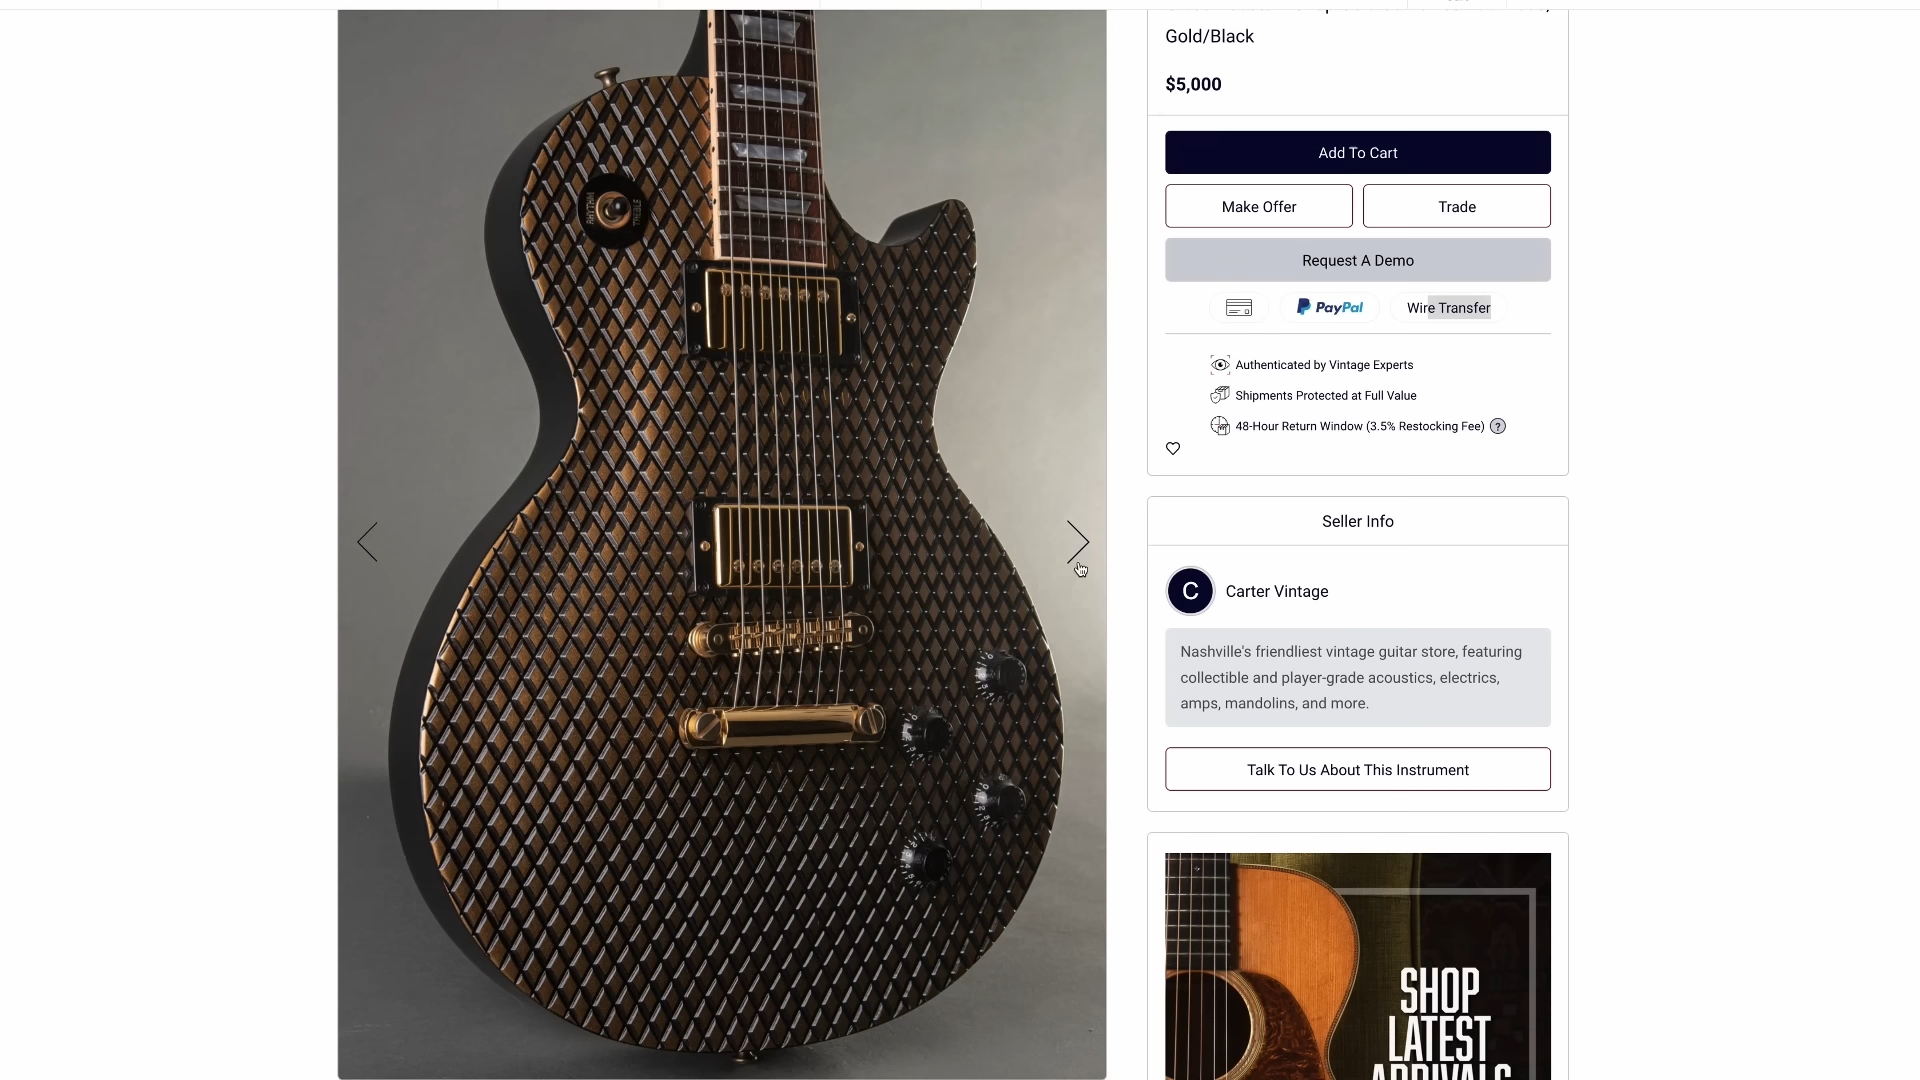 Gold/Black
$5,000
Add To Cart
Make Offer
Trade
Request A Demo
PayPal
Wire Transfer
Authenticated by Vintage Experts
Shipments Protected at Full Value
48-Hour Return Window (3.5% Restocking Fee) ?
Seller Info
C
Carter Vintage
Nashville's friendliest vintage guitar store, featuring
collectible and player-grade acoustics, electrics,
amps, mandolins, and more.
Talk To Us About This Instrument
SHOP
LATEST
ARRIVALS
RHYTHM
TREBLE